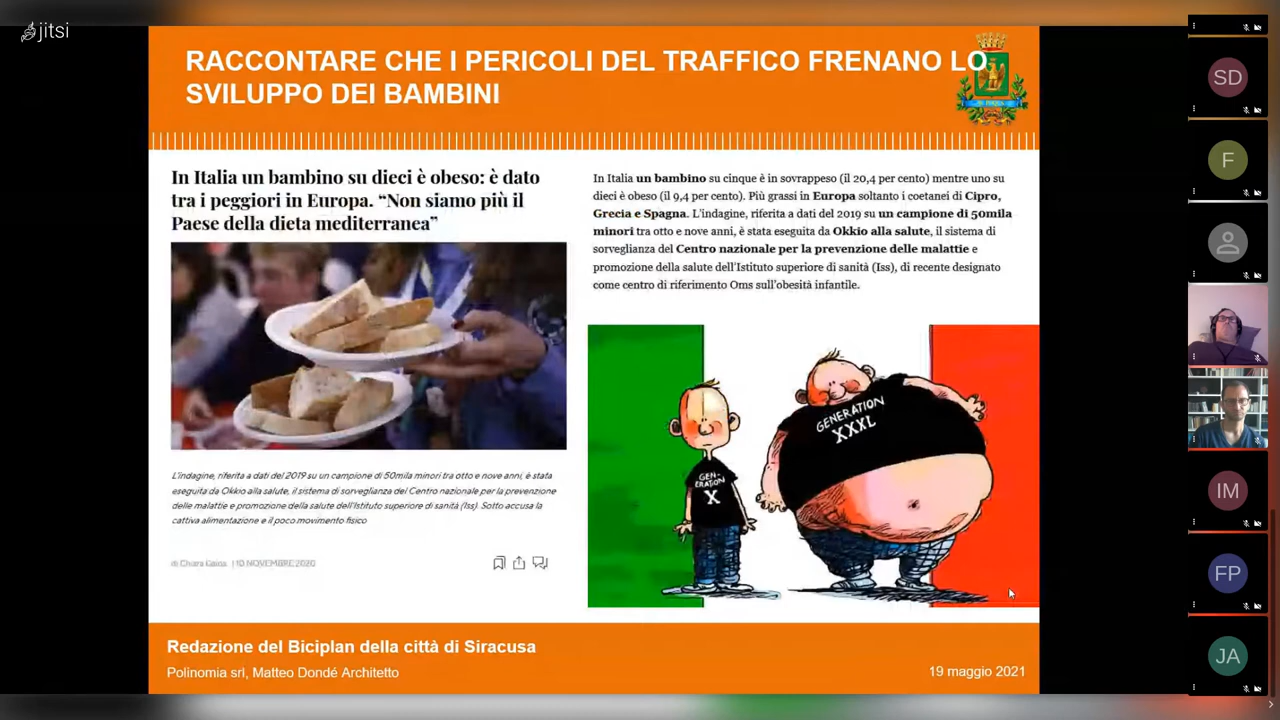 jitsi
RACCONTARE CHE I PERICOLI DEL TRAFFICO FRENANO LO
SVILUPPO DEI BAMBINI
In Italia un bambino su dieci è obeso: è dato
tra i peggiori in Europa. “Non siamo più il
Paese della dieta mediterranea”
L'indagine, riferita a dati del 2019 su un campione di 50mila minori tra otto e nove anni, è stata
eseguita da Okkio alla salute, il sistema di sorveglianza del Centro nazionale per la prevenzione
delle malattie e promozione della salute dell'Istituto superiore di sanità (Iss). Sotto accusa la
cattiva alimentazione e il poco movimento fisico
di Chiara | 10 NOVEMBRE 2020
In Italia un bambino su cinque è in sovrappeso (il 20,4 per cento) mentre uno su
dieci è obeso (il 9,4 per cento). Più grassi in Europa soltanto i coetanei di Cipro,
Grecia e Spagna. L'indagine, riferita a dati del 2019 su un campione di 50mila
minori tra otto e nove anni, è stata eseguita da Okkio alla salute, il sistema di
sorveglianza del Centro nazionale per la prevenzione delle malattie e
promozione della salute dell'Istituto superiore di sanità (Iss), di recente designato
come centro di riferimento Oms sull'obesità infantile.
GEN-
ERATION
X
GENERATION
XXXL
Redazione del Biciplan della città di Siracusa
Polinomia srl, Matteo Dondé Architetto
19 maggio 2021
SD
F
IM
FP
JA